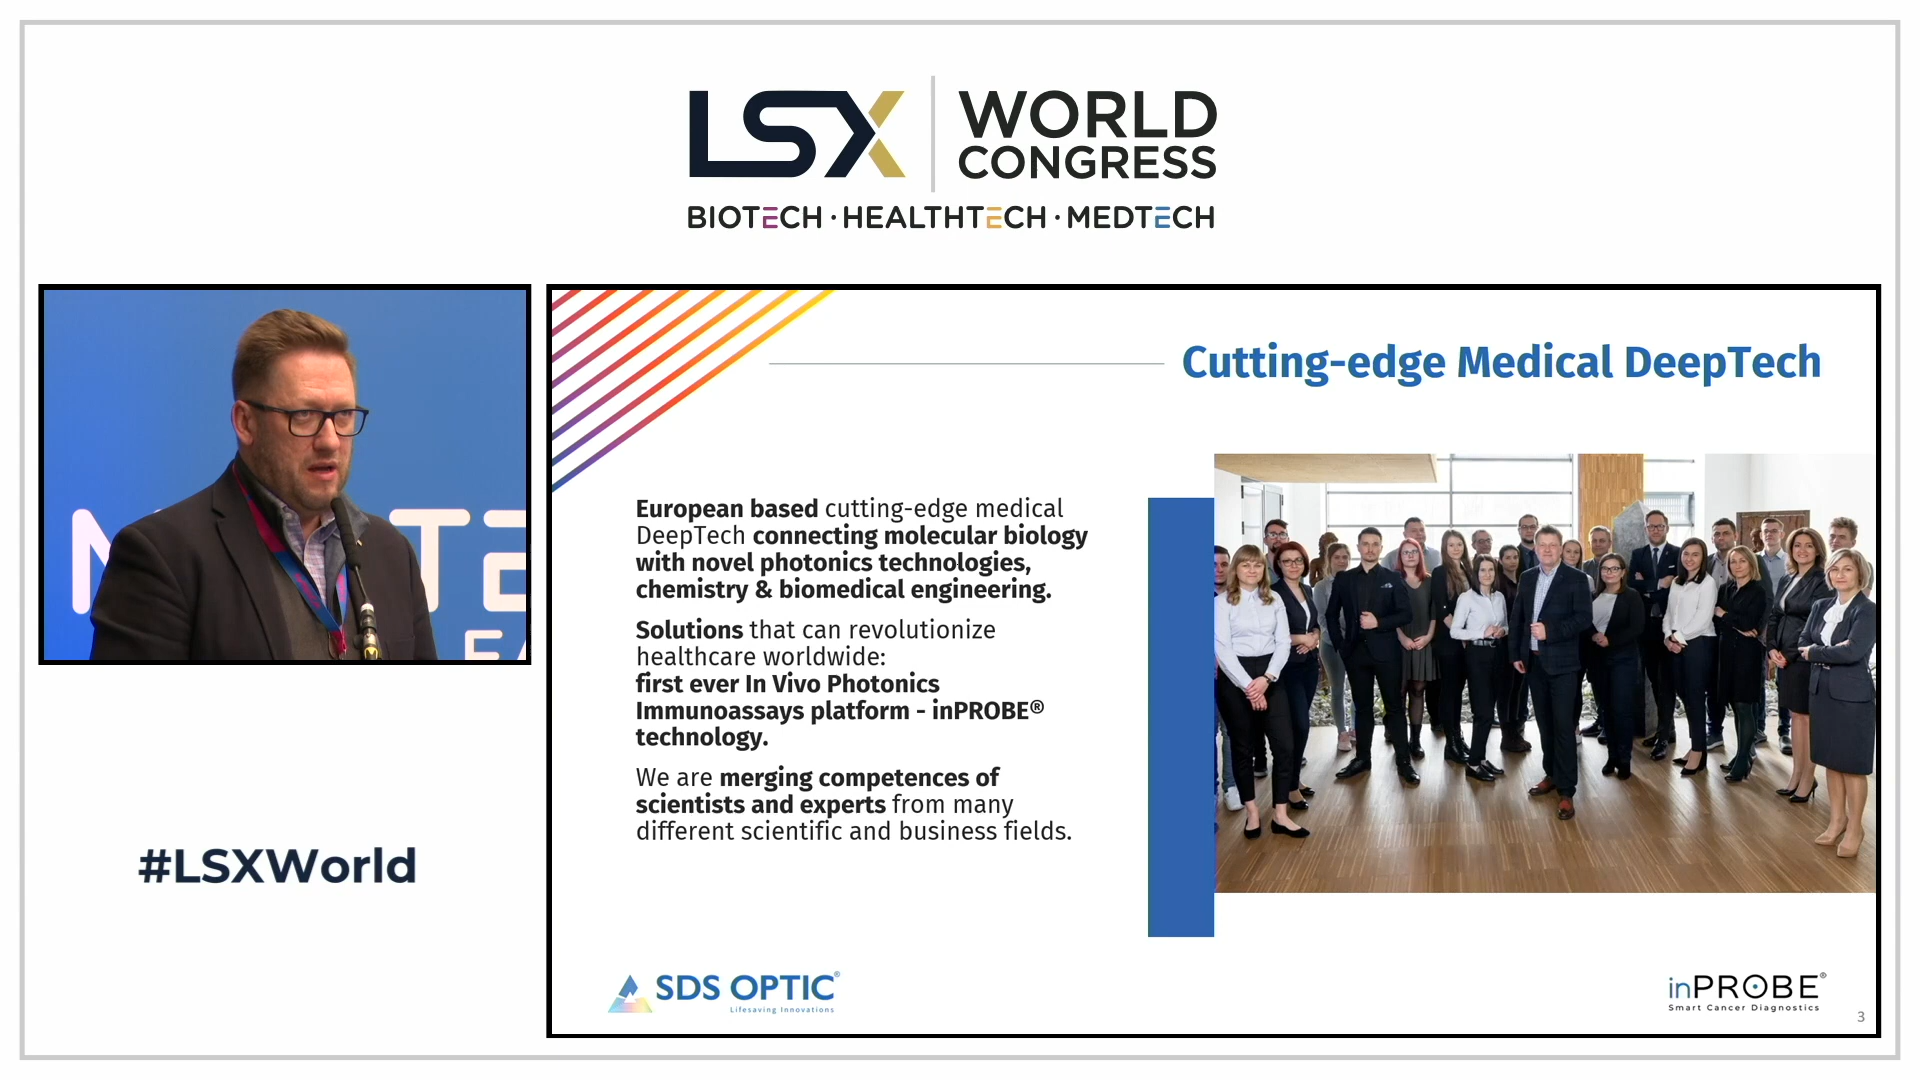 LSX WORLD
CONGRESS
BIOTECH · HEALTHTECH · MEDTECH
Cutting-edge Medical DeepTech
European based cutting-edge medical
DeepTech connecting molecular biology
with novel photonics technologies,
chemistry & biomedical engineering.
Solutions that can revolutionize
healthcare worldwide:
first ever In Vivo Photonics
Immunoassays platform - inPROBE®
technology.
We are merging competences of
scientists and experts from many
different scientific and business fields.
#LSXWorld
SDS OPTIC®
Lifesaving Innovations
inPROBE®
Smart Cancer Diagnostics
3